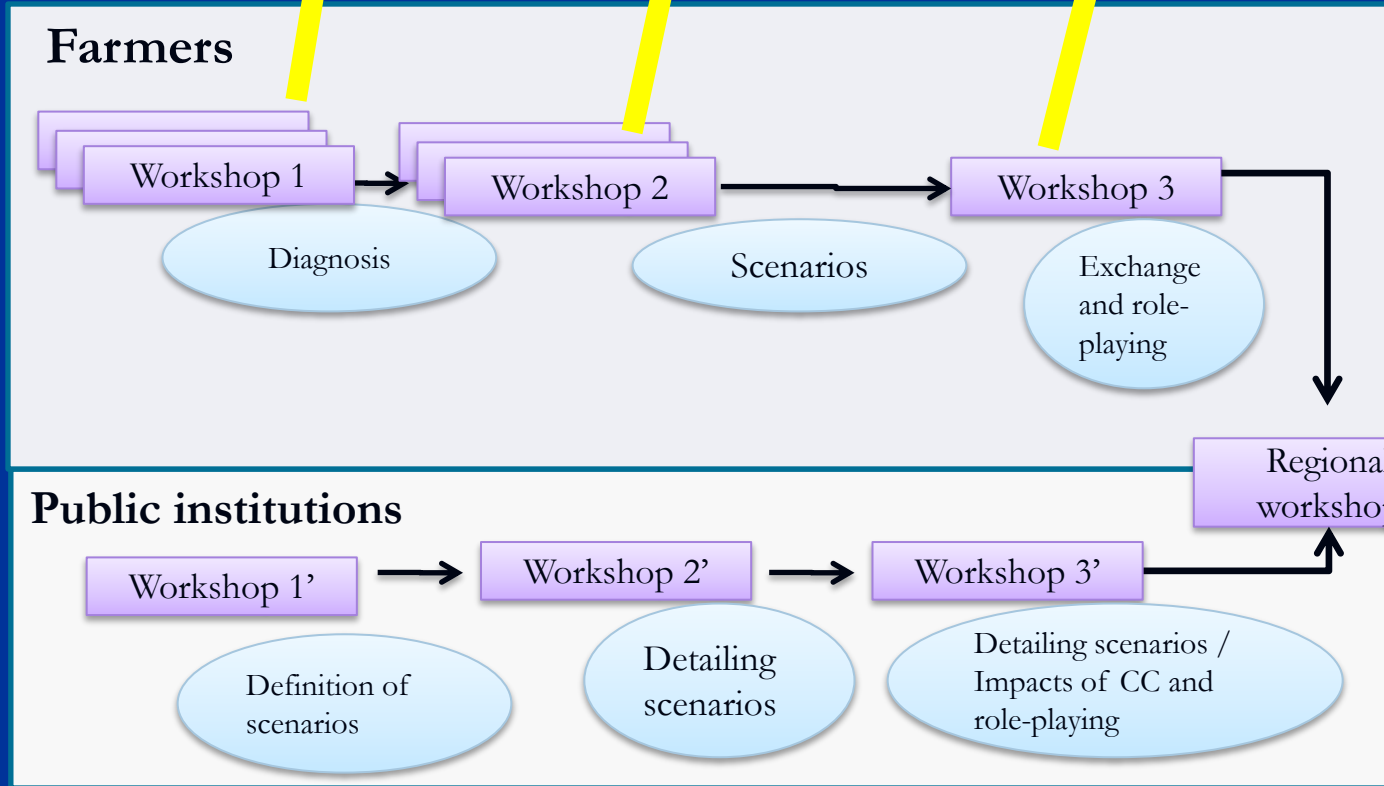 Farmers
Workshop 1
Workshop 2
Workshop 3
Diagnosis
Scenarios
Exchange
and role-
playing
Public institutions
Workshop 1’
Workshop 2’
Workshop 3’
Definition of
scenarios
Detailing
scenarios
Detailing scenarios /
Impacts of CC and
role-playing